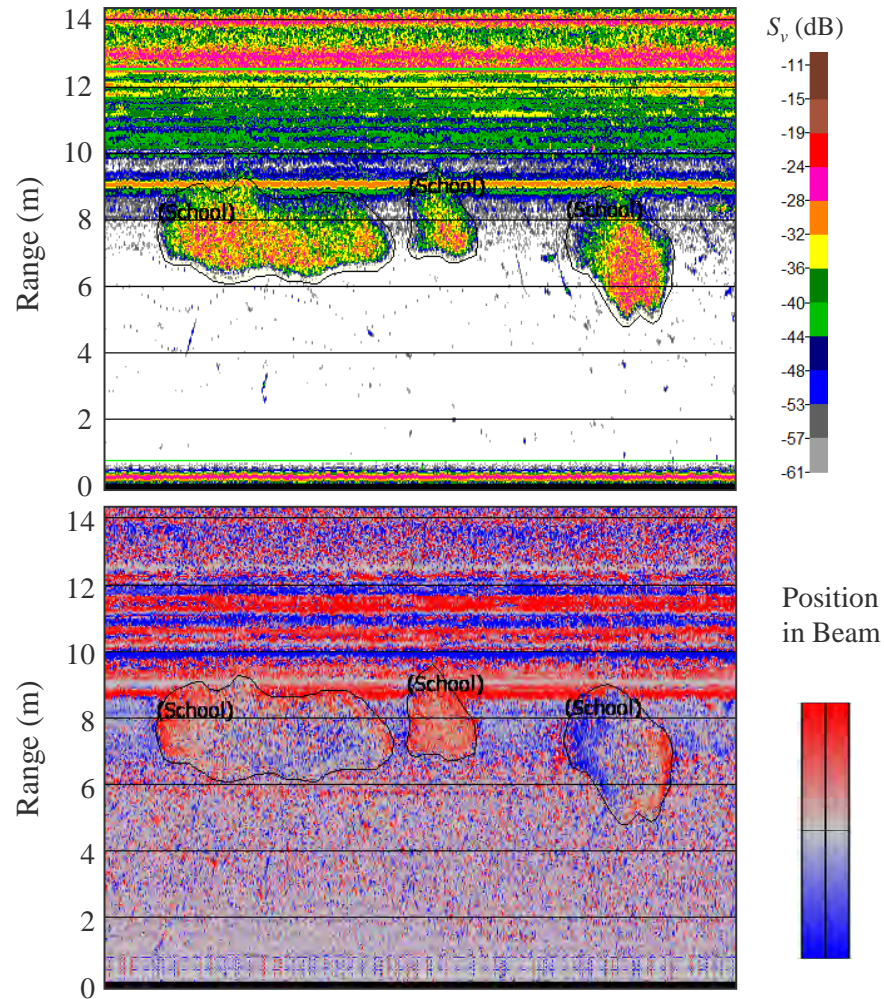 Sv (dB)
-11
-15
-19
-24
-28
-32
-36
-40
-44
-48
-53
-57
-61
Range (m)
14
12
10
8
6
4
2
0
(School)
(School)
(School)
Range (m)
14
12
10
8
6
4
2
0
(School)
(School)
(School)
Position
in Beam